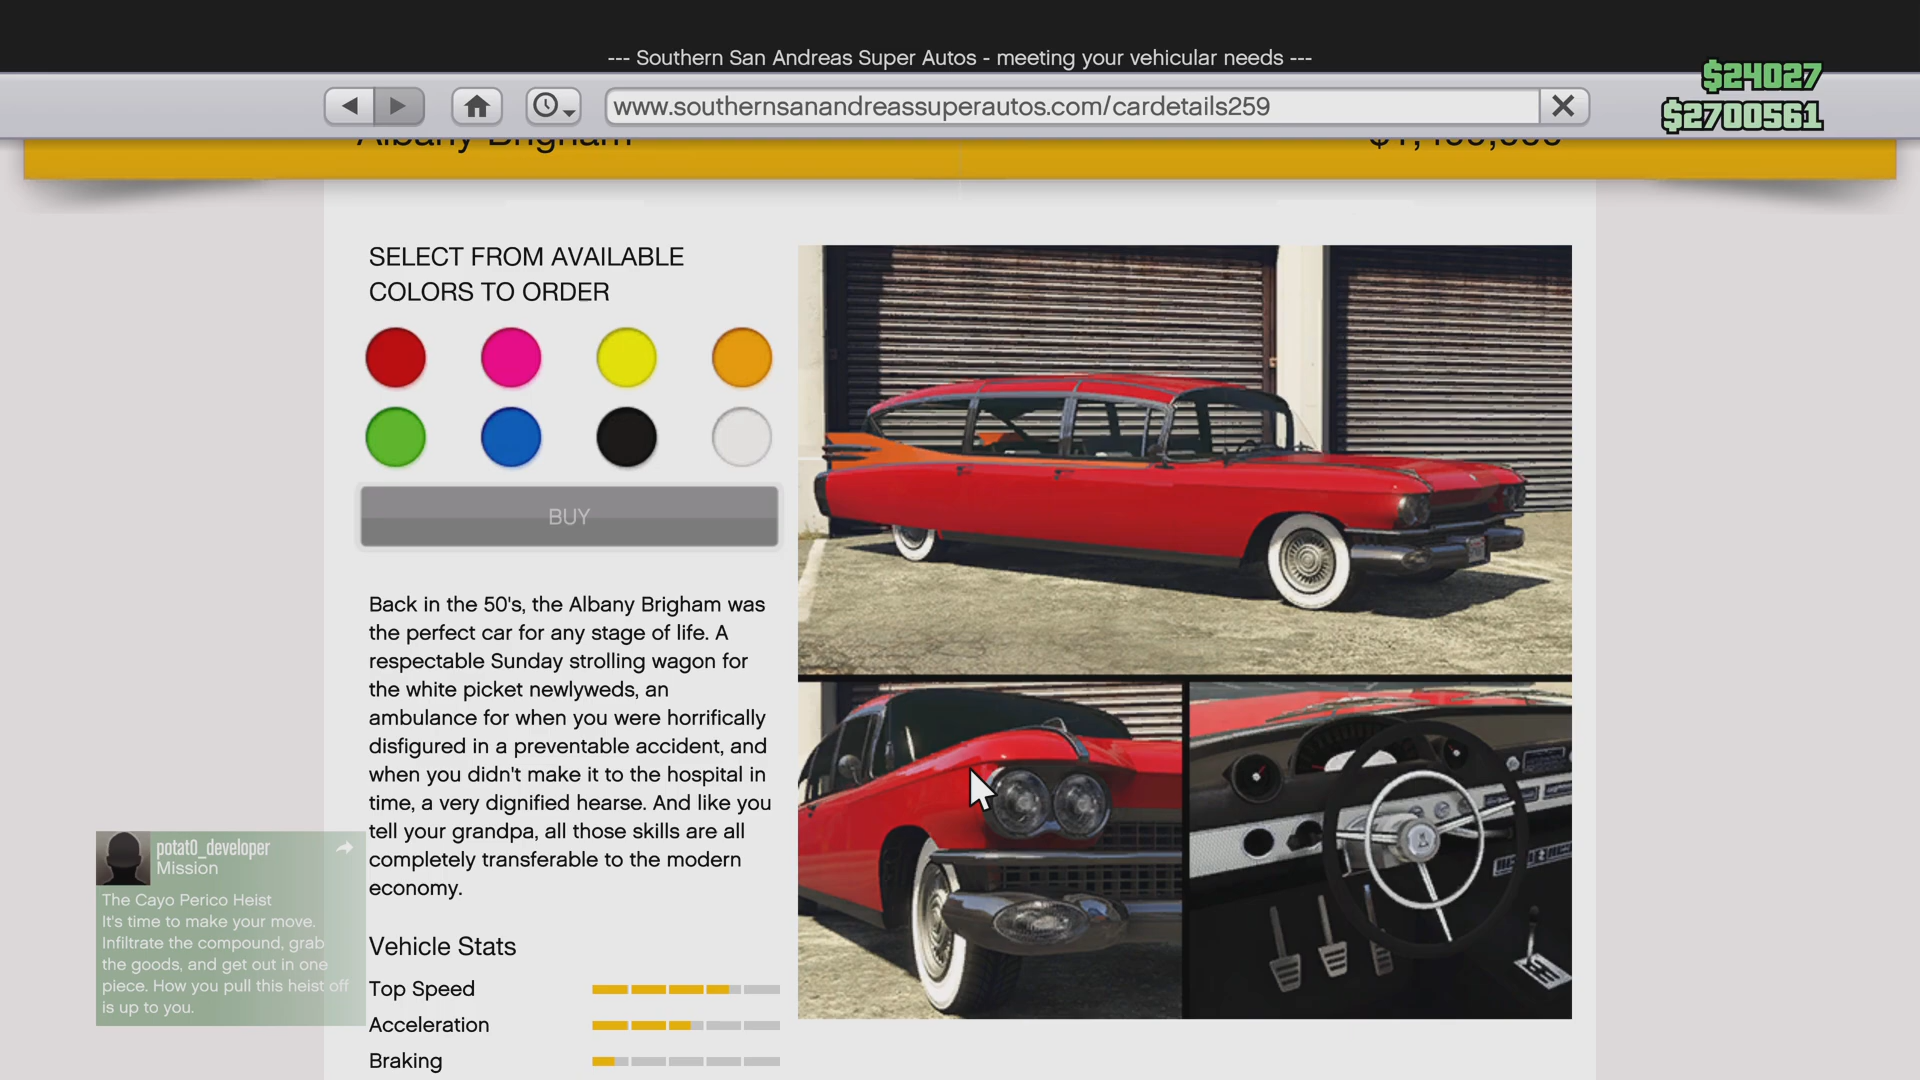 --- Southern San Andreas Super Autos - meeting your vehicular needs ---
www.southernsanandreassuperautos.com/cardetails259
$24027
$2700561
Albany Brigham
SELECT FROM AVAILABLE
COLORS TO ORDER
BUY
Back in the 50's, the Albany Brigham was
the perfect car for any stage of life. A
respectable Sunday strolling wagon for
the white picket newlyweds, an
ambulance for when you were horrifically
disfigured in a preventable accident, and
when you didn't make it to the hospital in
time, a very dignified hearse. And like you
tell your grandpa, all those skills are all
completely transferable to the modern
economy.
Vehicle Stats
Top Speed
Acceleration
Braking
potat0_developer
Mission
The Cayo Perico Heist
It's time to make your move.
Infiltrate the compound, grab
the goods, and get out in one
piece. How you pull this heist off
is up to you.